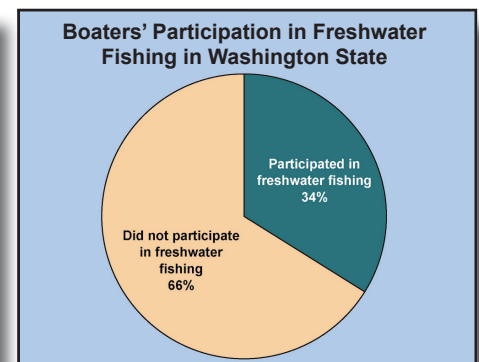 Boaters' Participation in Freshwater
Fishing in Washington State
Participated in
freshwater fishing
34%
Did not participate
in freshwater
fishing
66%